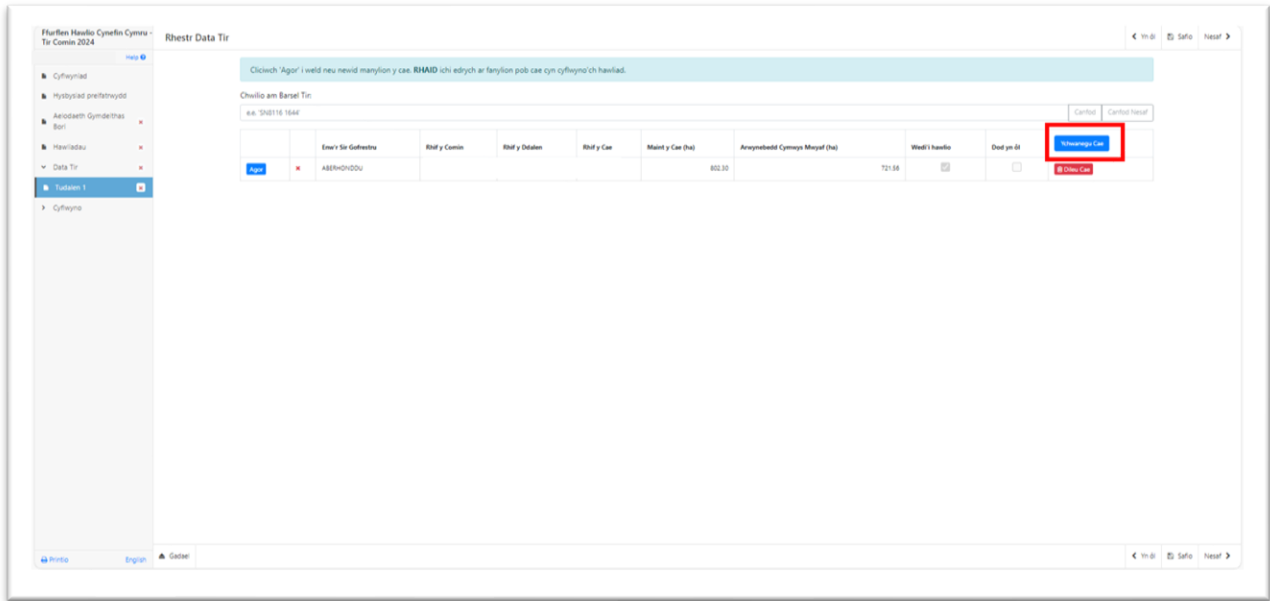 Ffurflen Hawlio Cynefin Cymru -
Tir Comin 2024
Help
Cyflwyniad
Hysbysiad preifatrwydd
Aelodaeth Gymdeithas
Bori
Hawliadau
Data Tir
Tudalen 1
Cyflwyno
Printio
English
Rhestr Data Tir
Yn ôl
Safio
Nesaf
Cliciwch 'Agor' i weld neu newid manylion y cae. RHAID ichi edrych ar fanylion pob cae cyn cyflwyno'ch hawliad.
Chwilio am Barsel Tir:
e.e. 'SN8116 1644'
Canfod
Canfod Nesaf
Enw'r Sir Gofrestru
Rhif y Comin
Rhif y Ddalen
Rhif y Cae
Maint y Cae (ha)
Arwynebedd Cymwys Mwyaf (ha)
Wedi'i hawlio
Dod yn ôl
Ychwanegu Cae
Agor
ABERHONDDU
802.30
721.58
Dileu Cae
Gadael
Yn ôl
Safio
Nesaf